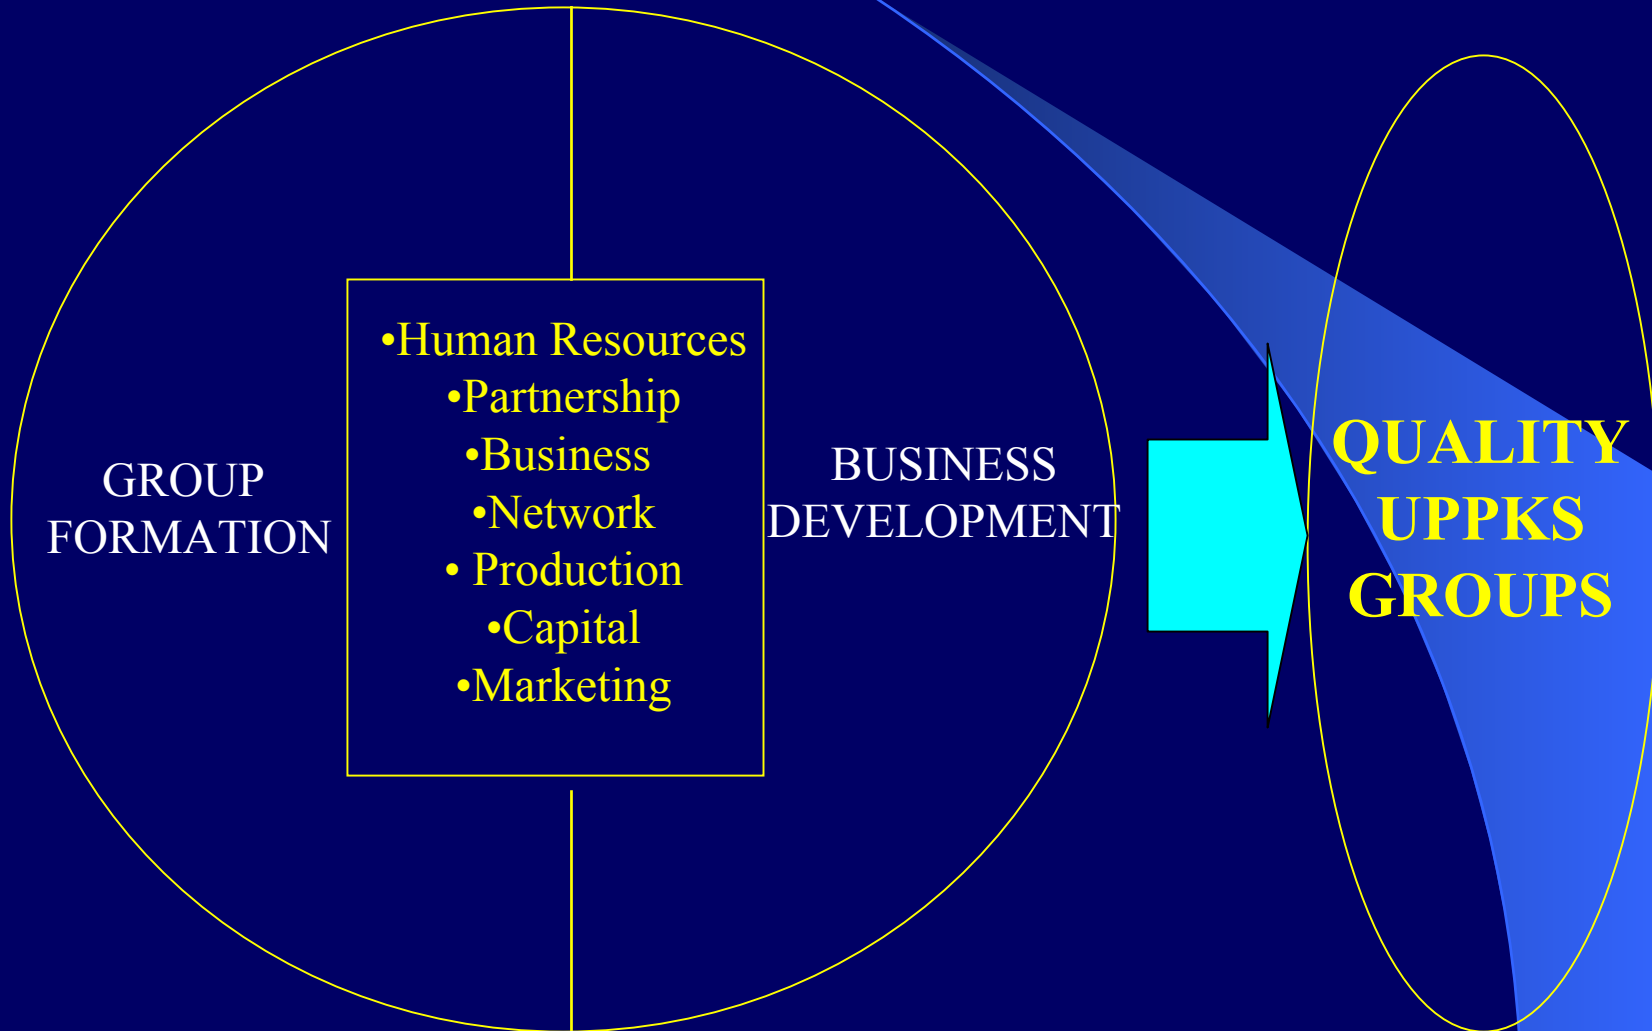 GROUP
FORMATION
•Human Resources
•Partnership
•Business
•Network
• Production
•Capital
•Marketing
BUSINESS
DEVELOPMENT
QUALITY
UPPKS
GROUPS